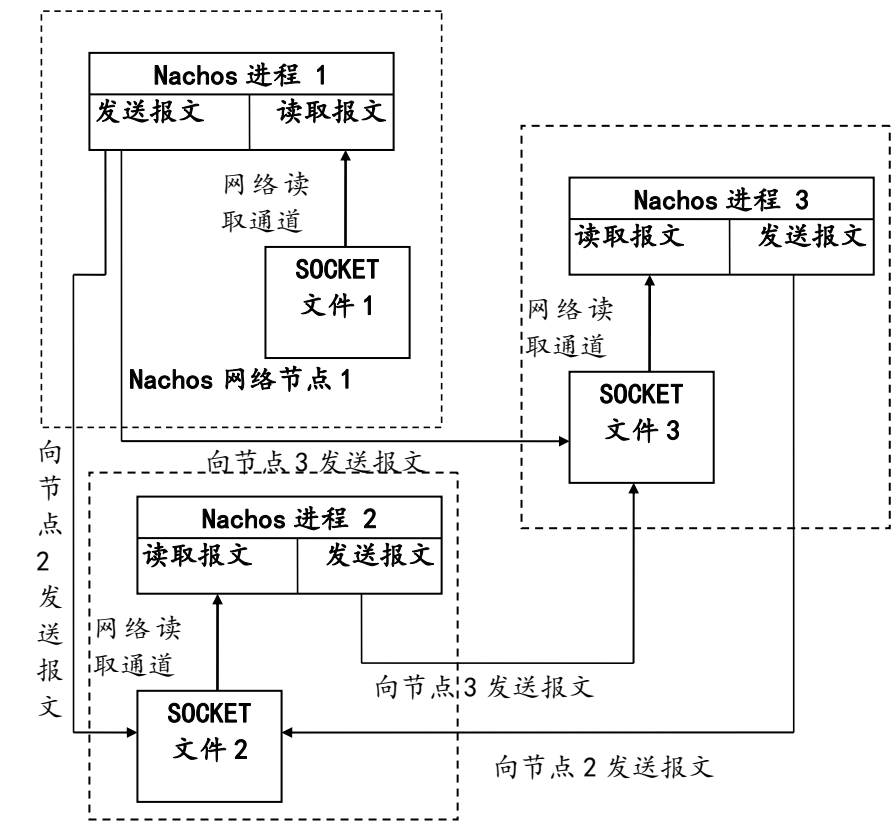 Nachos 进程 1
发送报文 读取报文
网络读
取通道
SOCKET
文件 1
Nachos 网络节点 1
Nachos 进程 3
读取报文 发送报文
网络读
取通道
SOCKET
文件 3
向节点 3 发送报文
向节点 2 发送报文
Nachos 进程 2
读取报文 发送报文
网络读
取通道
SOCKET
文件 2
向节点 3 发送报文
向节点 2 发送报文